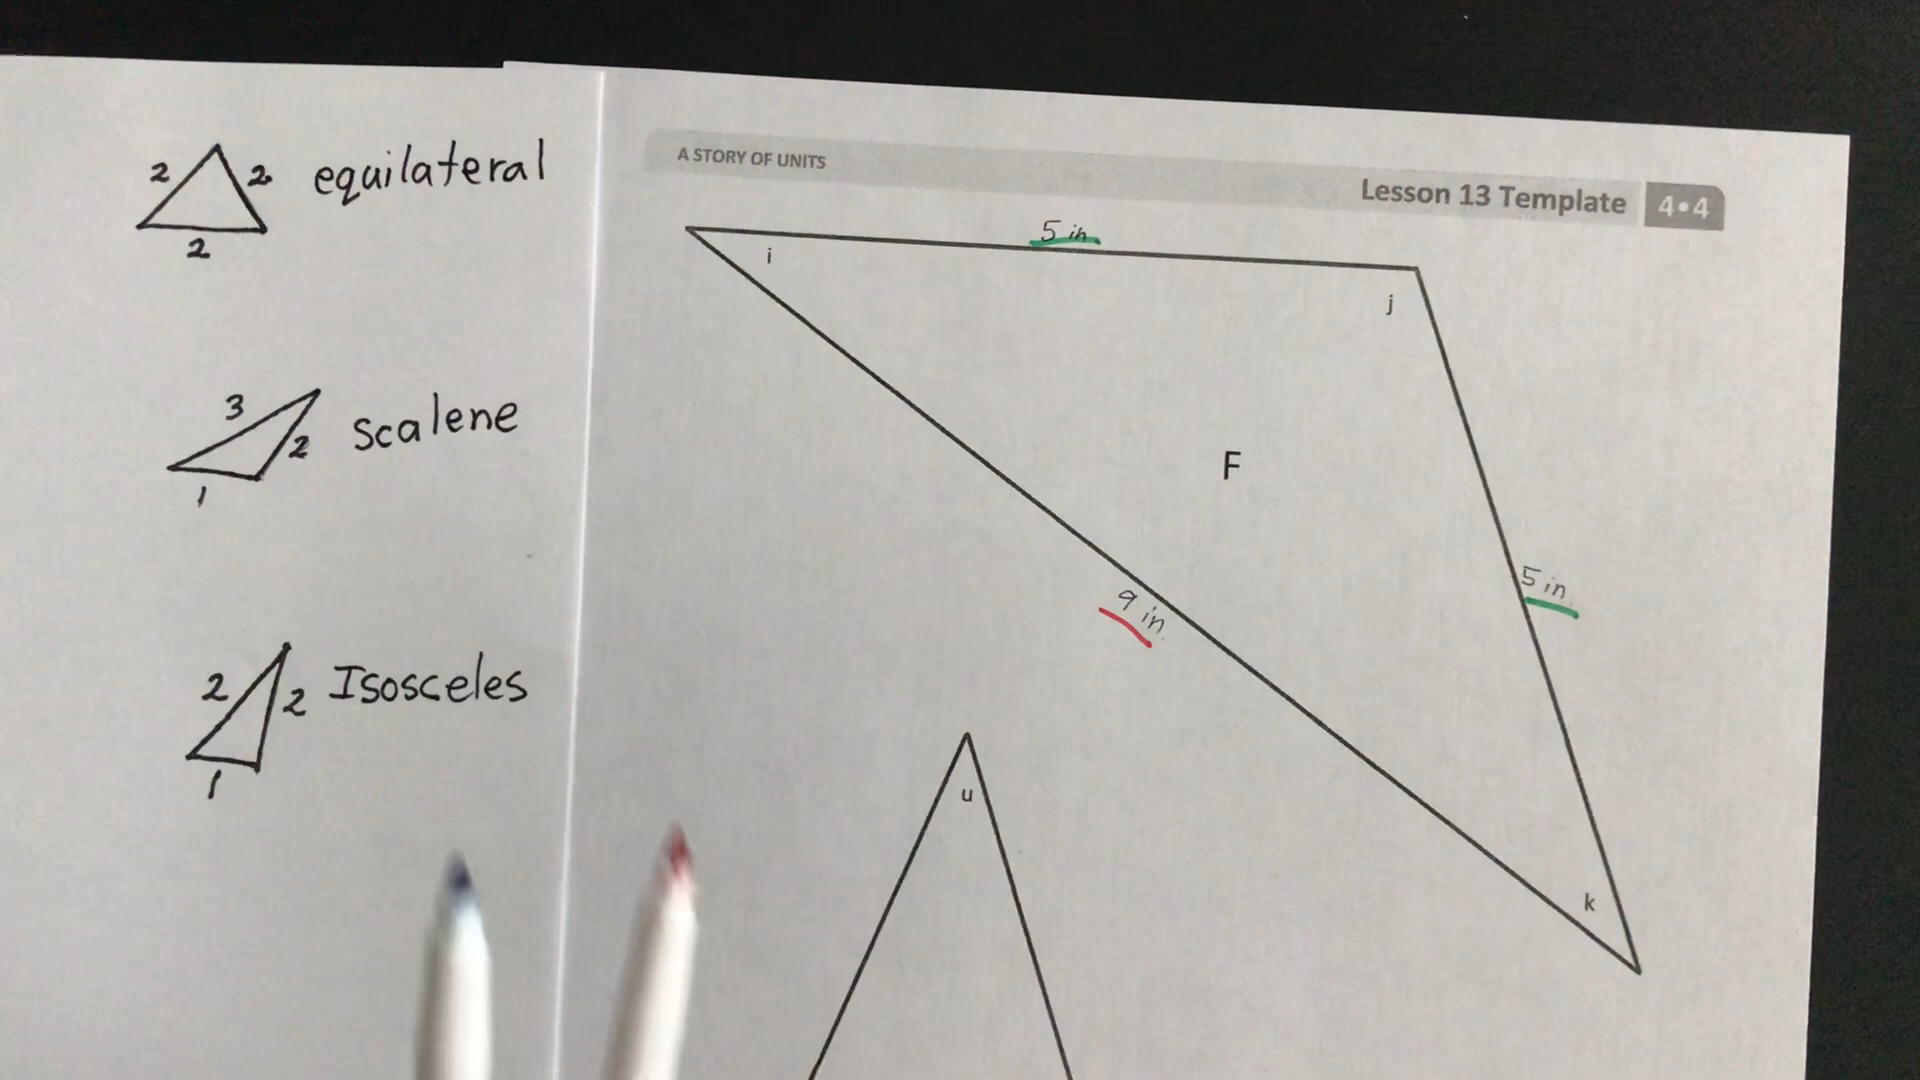 2 2 equilateral
2
3 scalene
2
1
2 2 Isosceles
1
A STORY OF UNITS
Lesson 13 Template 4•4
5 in.
i
j
F
5 in.
9 in.
u
k